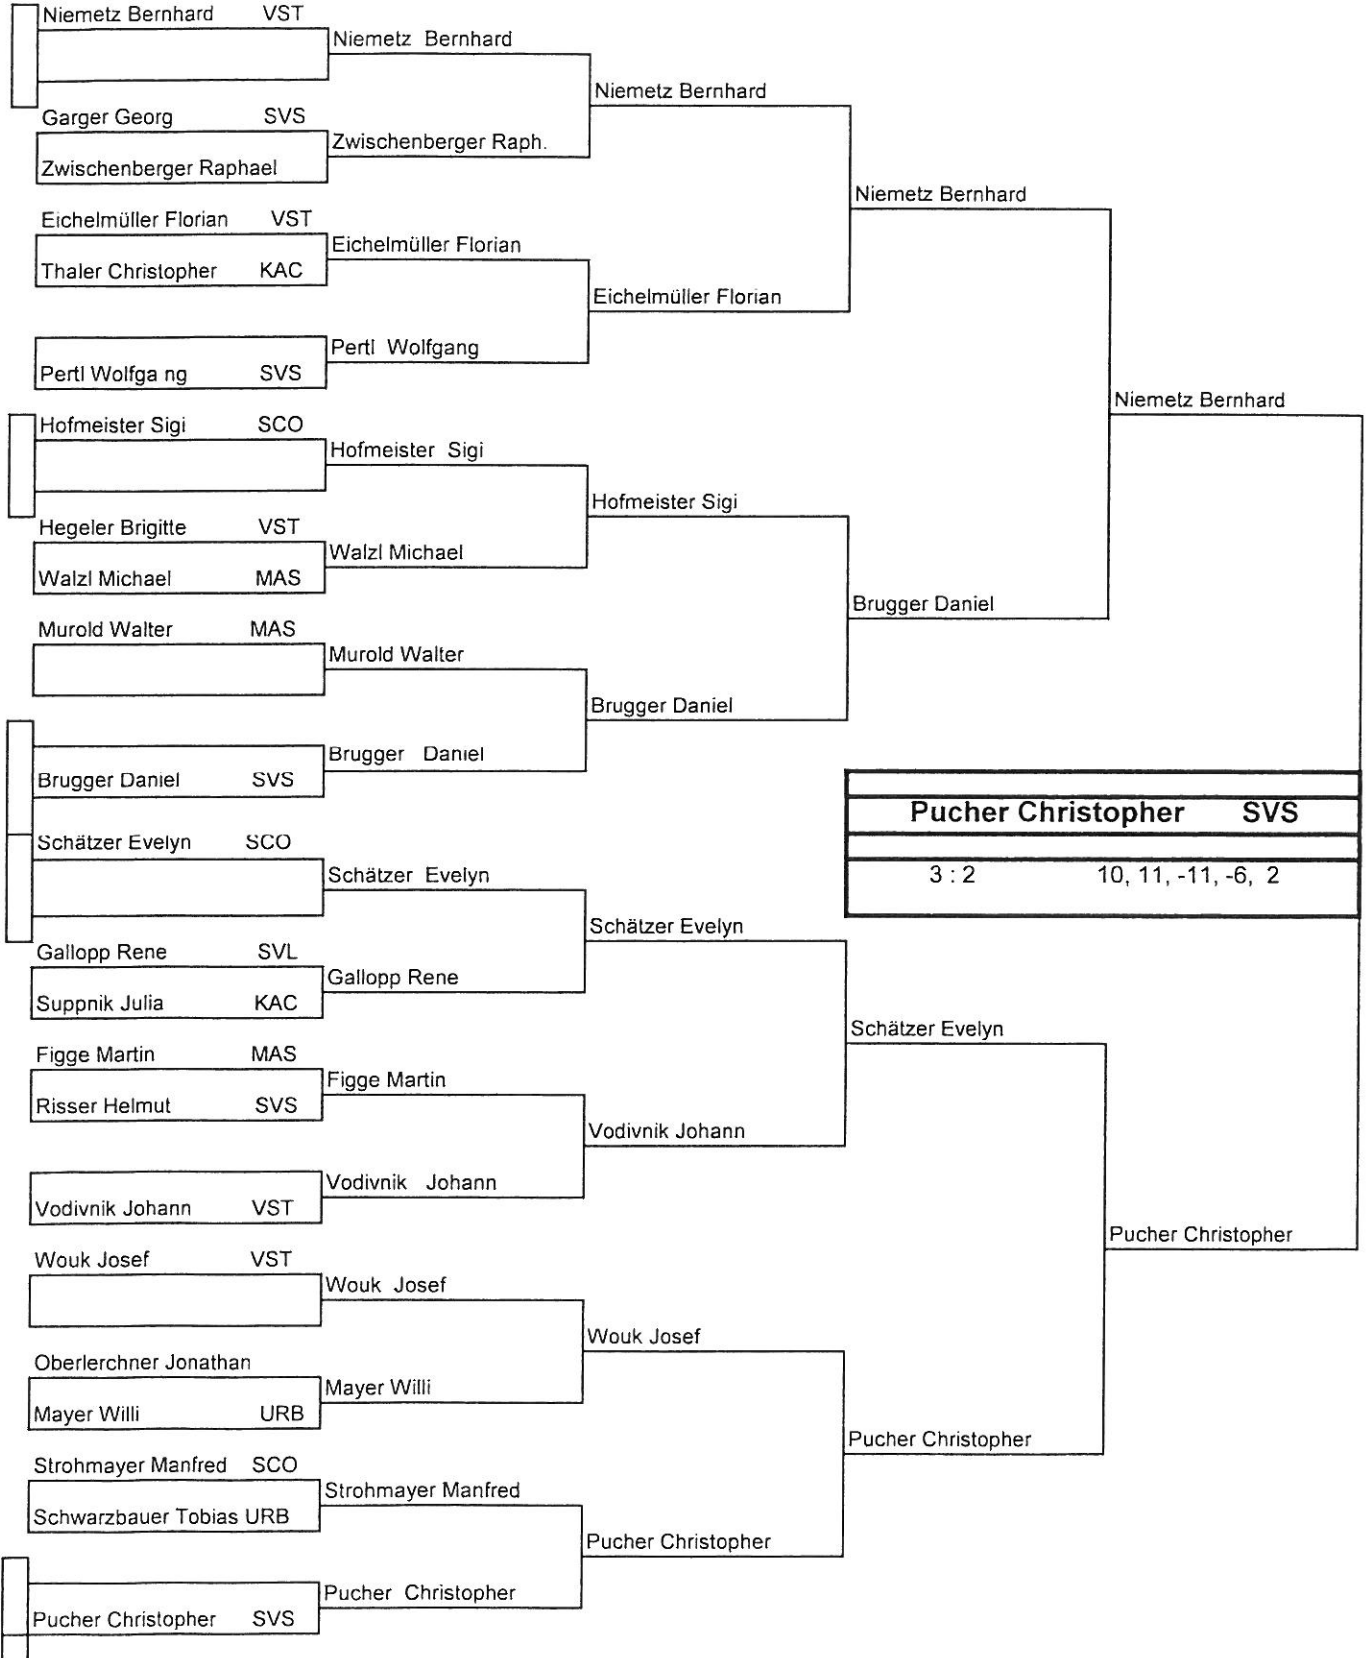 Niemetz Bernhard VST
Niemetz Bernhard
Niemetz Bernhard
Garger Georg SVS
Zwischenberger Raph.
Zwischenberger Raphael
Niemetz Bernhard
Eichelmüller Florian VST
Eichelmüller Florian
Thaler Christopher KAC
Eichelmüller Florian
Pertl Wolfgang
Pertl Wolfga ng SVS
Niemetz Bernhard
Hofmeister Sigi SCO
Hofmeister Sigi
Hofmeister Sigi
Hegeler Brigitte VST
Walzl Michael
Walzl Michael MAS
Brugger Daniel
Murold Walter MAS
Murold Walter
Brugger Daniel
Brugger Daniel
Brugger Daniel SVS
Pucher Christopher SVS
Schätzer Evelyn SCO
Schätzer Evelyn
3 : 2 10, 11, -11, -6, 2
Schätzer Evelyn
Gallopp Rene SVL
Gallopp Rene
Suppnik Julia KAC
Schätzer Evelyn
Figge Martin MAS
Figge Martin
Risser Helmut SVS
Vodivnik Johann
Vodivnik Johann
Vodivnik Johann VST
Pucher Christopher
Wouk Josef VST
Wouk Josef
Wouk Josef
Oberlerchner Jonathan
Mayer Willi
Mayer Willi URB
Pucher Christopher
Strohmayer Manfred SCO
Strohmayer Manfred
Schwarzbauer Tobias URB
Pucher Christopher
Pucher Christopher
Pucher Christopher SVS